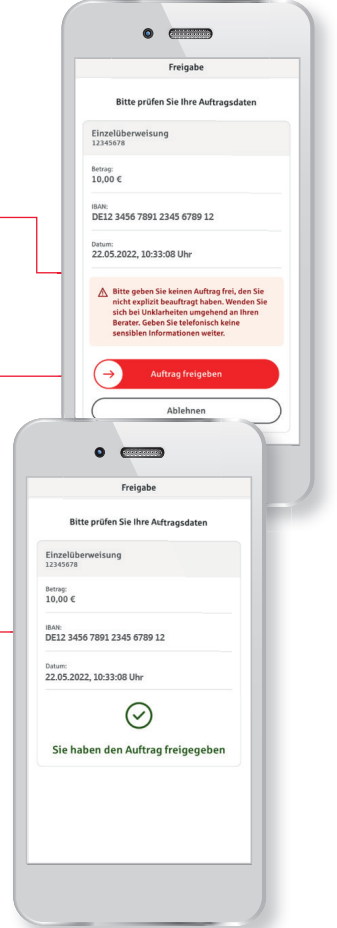 Freigabe
Bitte prüfen Sie Ihre Auftragsdaten
Einzelüberweisung
12345678
Betrag:
10,00 €
IBAN:
DE12 3456 7891 2345 6789 12
Datum:
22.05.2022, 10:33:08 Uhr
Bitte geben Sie keinen Auftrag frei, den Sie
nicht explizit beauftragt haben. Wenden Sie
sich bei Unklarheiten umgehend an Ihren
Berater. Geben Sie telefonisch keine
sensiblen Informationen weiter.
Auftrag freigeben
Ablehnen
Freigabe
Bitte prüfen Sie Ihre Auftragsdaten
Einzelüberweisung
12345678
Betrag:
10,00 €
IBAN:
DE12 3456 7891 2345 6789 12
Datum:
22.05.2022, 10:33:08 Uhr
Sie haben den Auftrag freigegeben